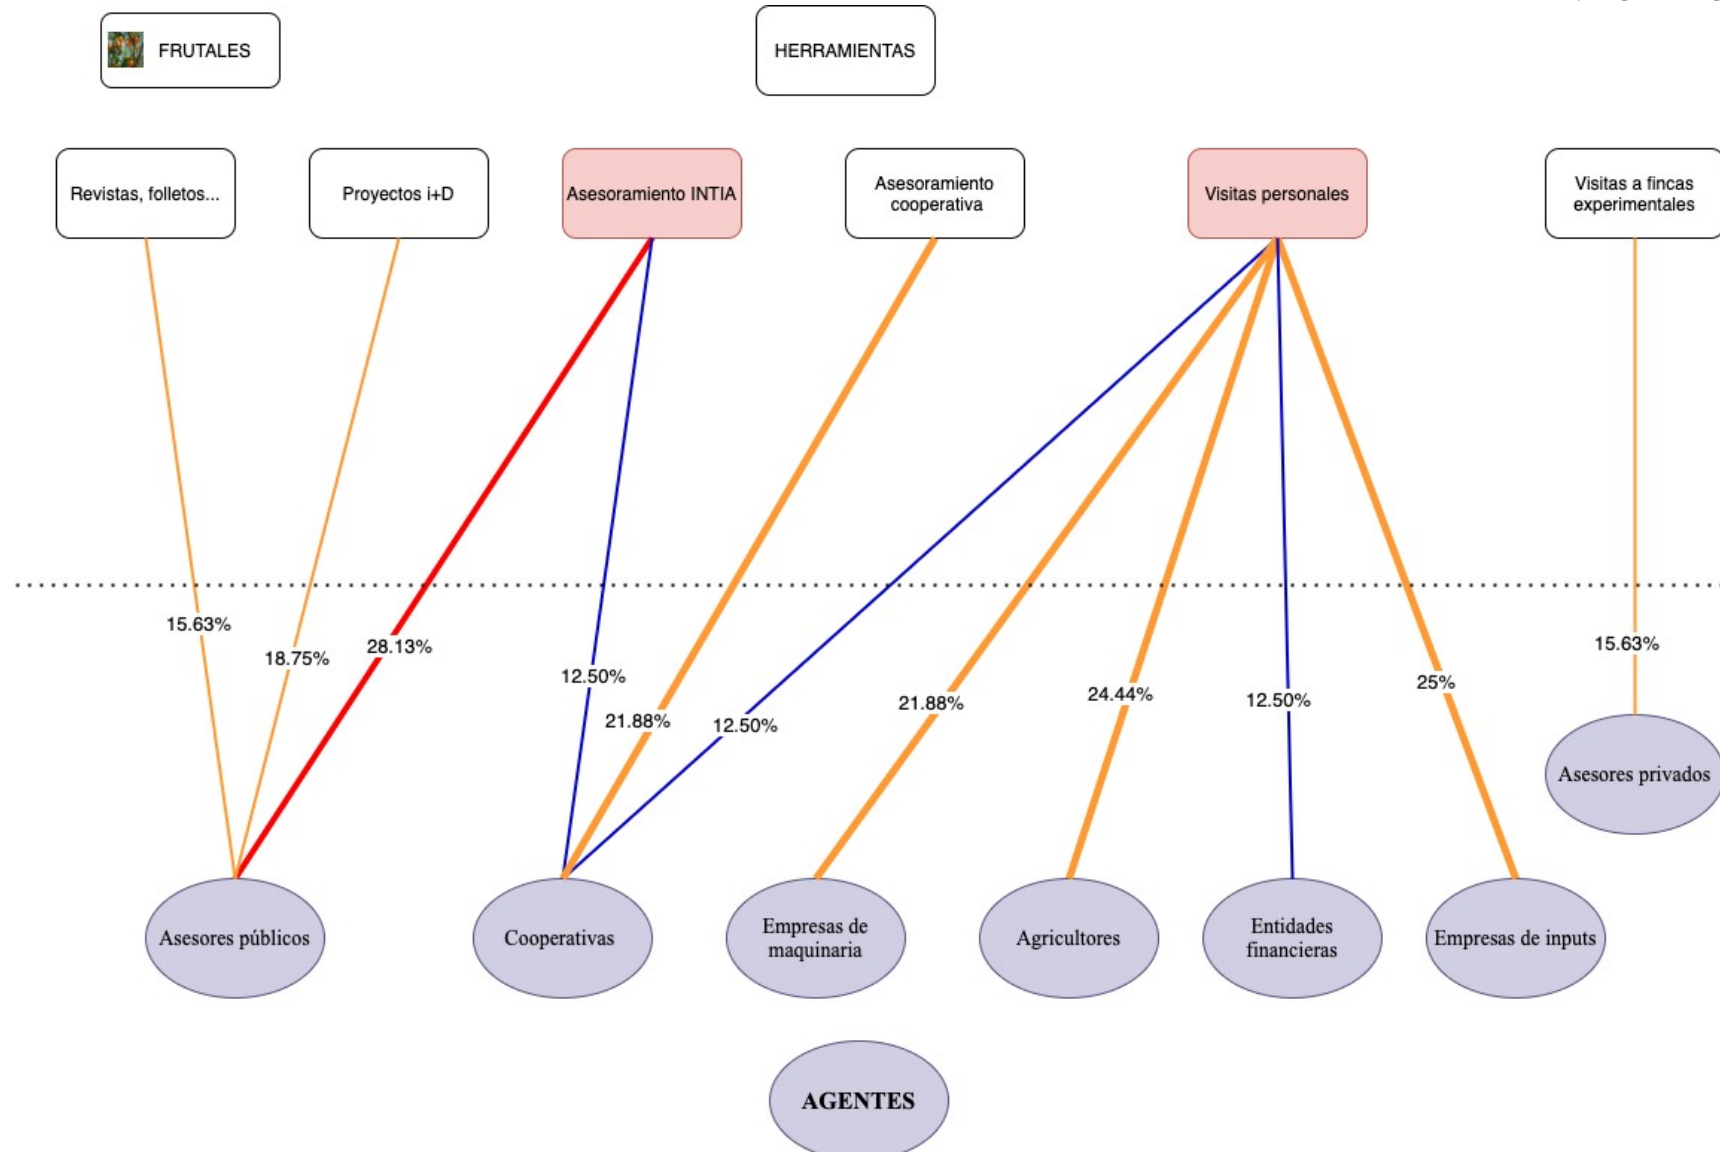 FRUTALES
HERRAMIENTAS
Revistas, folletos...
Proyectos i+D
Asesoramiento INTIA
Asesoramiento
cooperativa
Visitas personales
Visitas a fincas
experimentales
15.63%
18.75%
28.13%
12.50%
21.88%
12.50%
21.88%
24.44%
12.50%
25%
15.63%
Asesores privados
Asesores públicos
Cooperativas
Empresas de
maquinaria
Agricultores
Entidades
financieras
Empresas de inputs
AGENTES